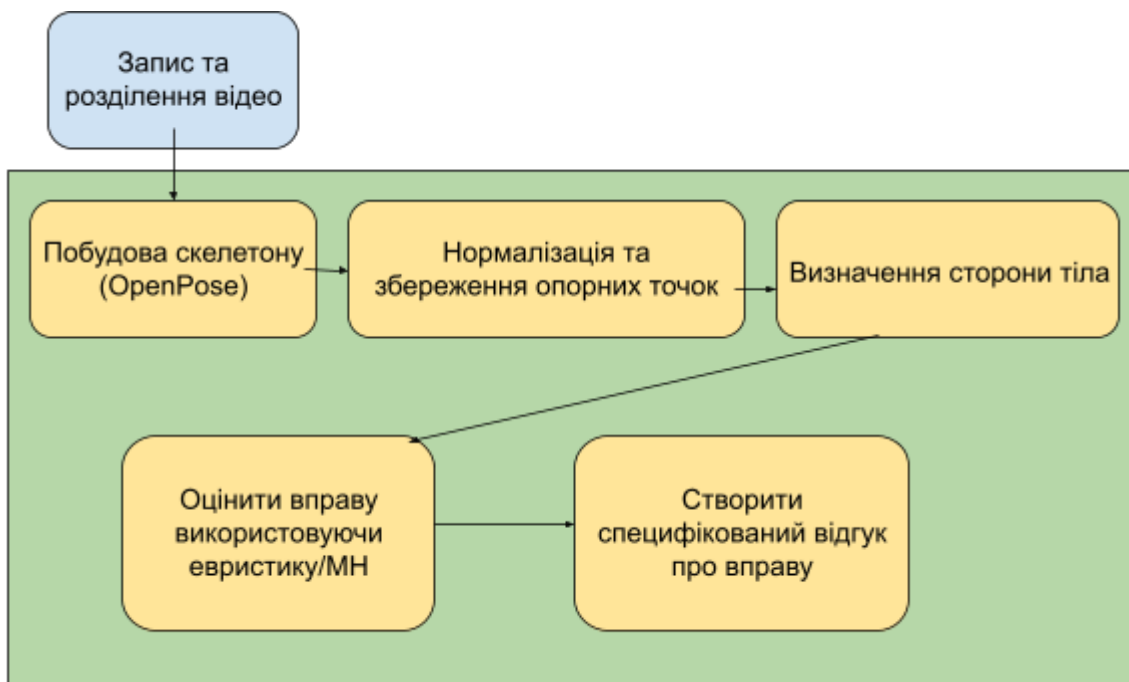 Запис та
розділення відео
Побудова скелетону
(OpenPose)
Нормалізація та
збереження опорних точок
Визначення сторони тіла
Оцінити вправу
використовуючи
евристику/МН
Створити
специфікований відгук
про вправу